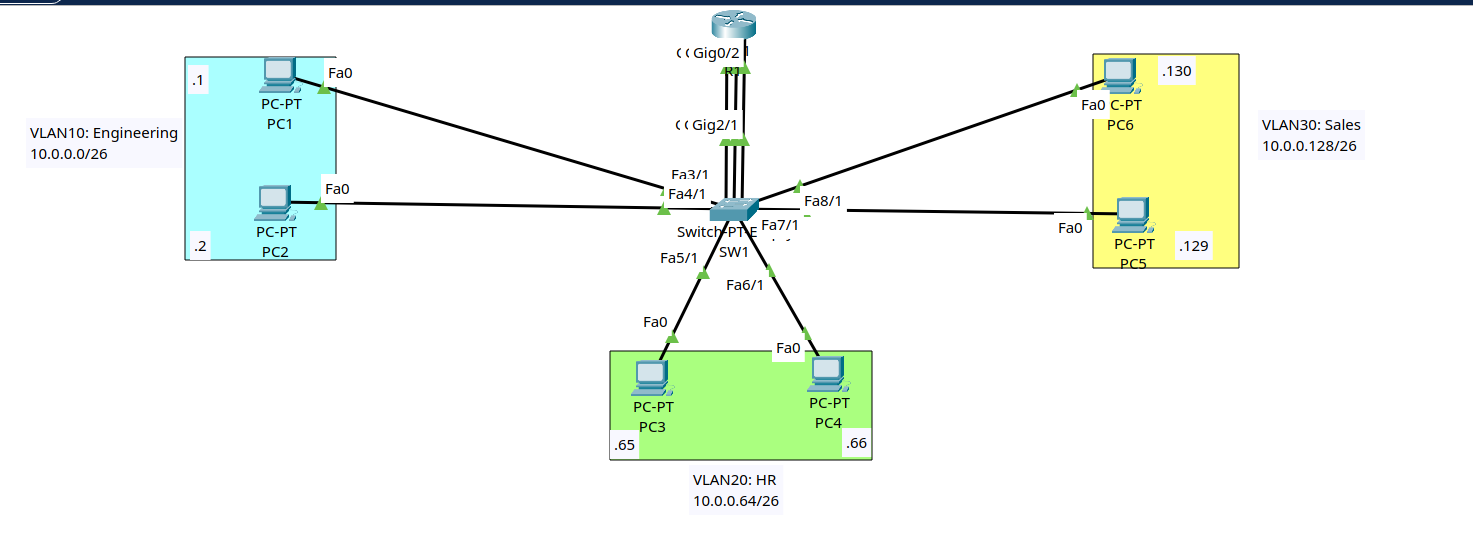 Gig0/2
R1
.1
Fa0
PC-PT
PC1
VLAN10: Engineering
10.0.0.0/26
Fa0
PC-PT
PC2
.2
Gig2/1
Fa3/1
Fa4/1
Switch-PT-E
SW1
Fa8/1
Fa7/1
Fa5/1
Fa6/1
.130
Fa0
C-PT
PC6
VLAN30: Sales
10.0.0.128/26
Fa0
PC-PT
PC5
.129
Fa0
Fa0
PC-PT
PC3
.65
PC-PT
PC4
.66
VLAN20: HR
10.0.0.64/26